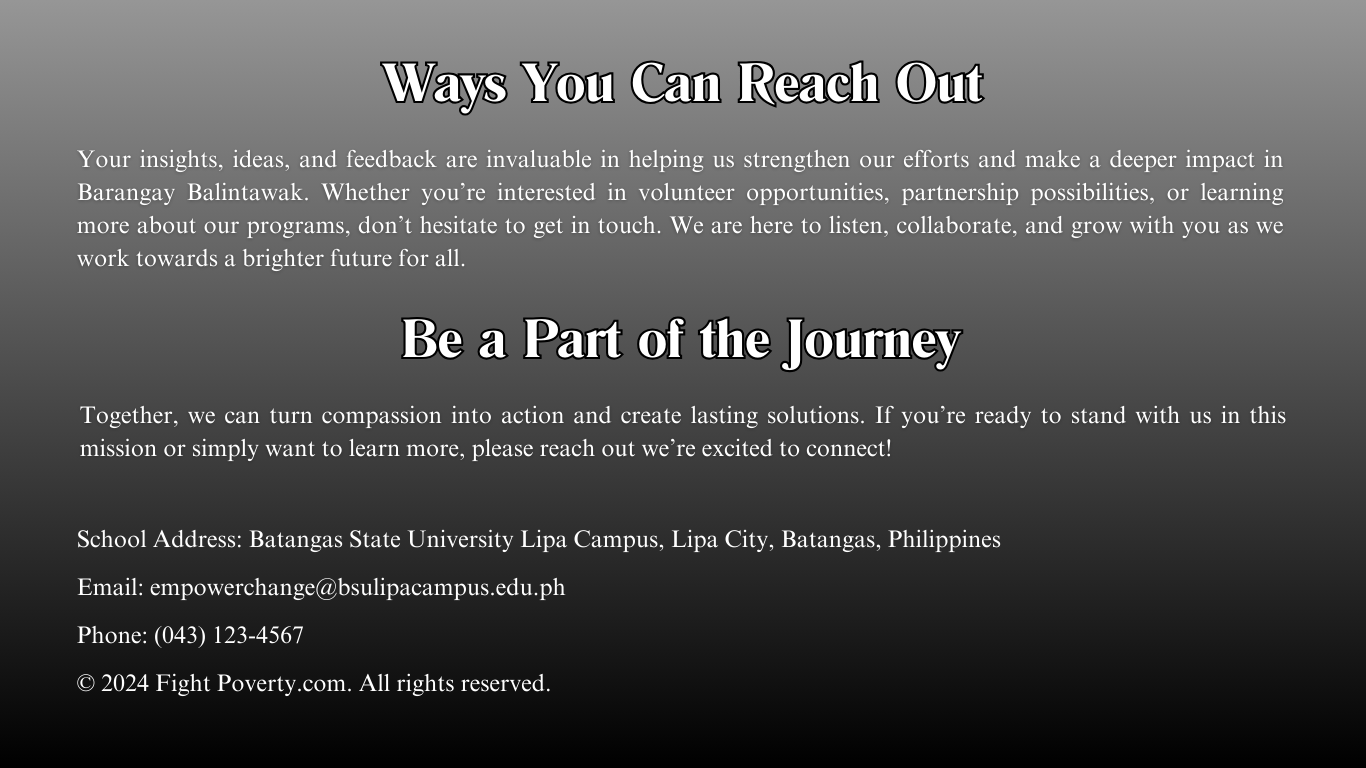 Ways You Can Reach Out
Your insights, ideas, and feedback are invaluable in helping us strengthen our efforts and make a deeper impact in
Barangay Balintawak. Whether you're interested in volunteer opportunities, partnership possibilities, or learning
more about our programs, don't hesitate to get in touch. We are here to listen, collaborate, and grow with you as we
work towards a brighter future for all.
Be a Part of the Journey
Together, we can turn compassion into action and create lasting solutions. If you're ready to stand with us in this
mission or simply want to learn more, please reach out we're excited to connect!
School Address: Batangas State University Lipa Campus, Lipa City, Batangas, Philippines
Email: empowerchange@bsulipacampus.edu.ph
Phone: (043) 123-4567
© 2024 Fight Poverty.com. All rights reserved.